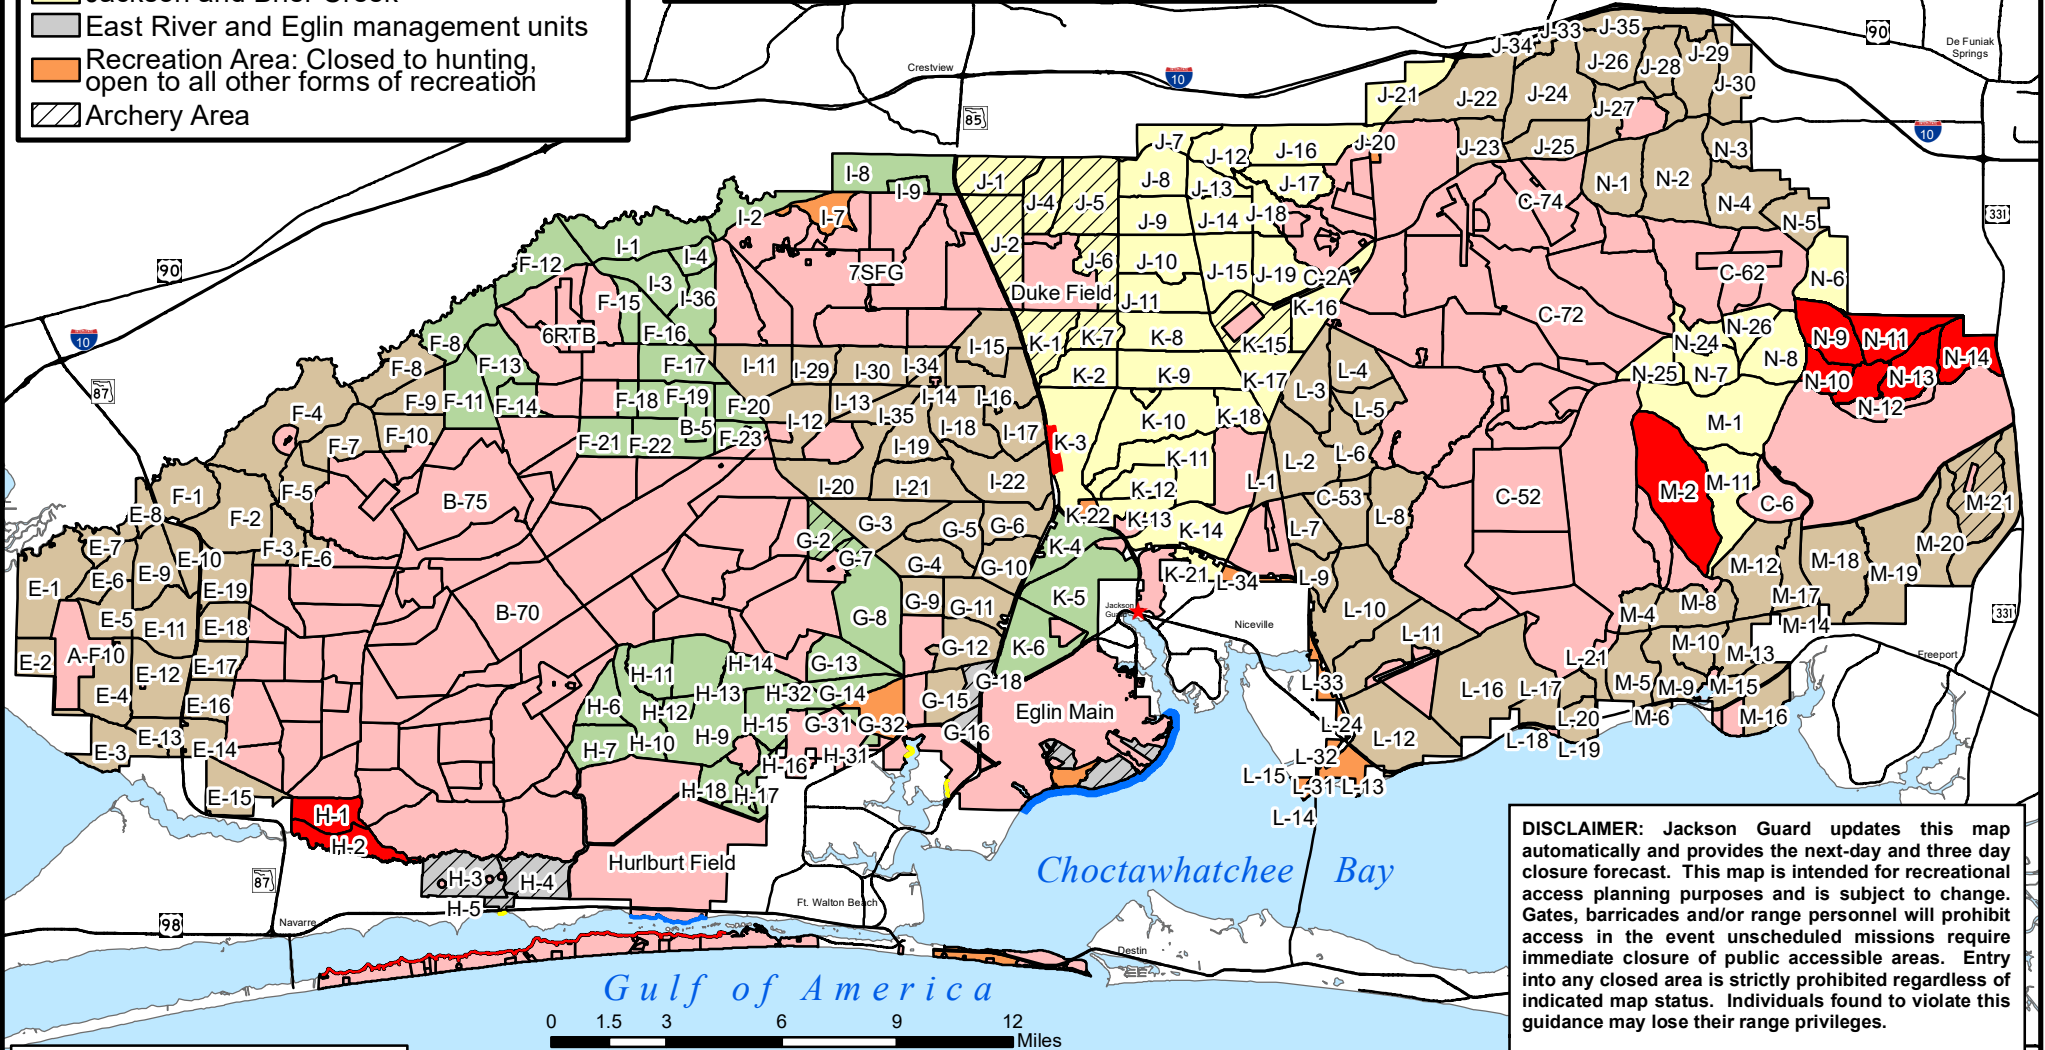 Jackson and Brier Creek
East River and Eglin management units
Recreation Area: Closed to hunting,
open to all other forms of recreation
Archery Area
90
De Funiak
Springs
Crestview
10
85
10
331
90
10
87
331
Freeport
J-33
J-35
J-34
J-26
J-28
J-29
J-30
J-21
J-22
J-24
J-27
J-7
J-12
J-16
J-20
J-23
J-25
N-3
I-8
I-9
J-1
J-8
J-13
J-17
N-1
N-2
J-4
J-5
C-74
N-4
I-2
I-7
J-9
J-14
J-18
N-5
I-1
J-2
F-12
I-4
J-6
J-10
J-15
J-19
C-2A
C-62
N-6
7SFG
I-3
Duke Field
I-36
F-15
J-11
K-16
C-72
6RTB
F-16
K-1
K-7
K-8
K-15
N-26
N-24
N-9
N-11
N-14
F-8
F-13
F-17
I-11
I-29
I-30
I-34
I-15
K-2
K-9
K-17
L-4
L-3
N-25
N-7
N-8
N-10
N-13
N-12
F-8
F-9
F-11
F-14
F-18
F-19
F-20
I-13
I-14
I-16
I-35
I-12
F-4
F-7
F-10
F-21
F-22
B-5
F-23
I-19
I-18
I-17
K-3
K-10
K-18
L-5
M-1
L-2
L-6
K-11
F-1
F-5
B-75
I-20
I-21
I-22
K-12
L-1
C-53
C-52
M-2
M-11
C-6
M-21
E-8
F-2
G-3
G-5
G-6
K-22
K-13
K-14
L-7
L-8
E-7
F-3
F-6
G-2
G-7
K-4
M-20
E-10
E-9
E-6
E-1
E-19
G-4
G-10
K-21
L-34
L-9
M-12
M-18
M-19
B-70
G-9
G-11
K-5
Jackson
Guard
L-10
M-8
M-17
E-5
E-11
E-18
G-8
Niceville
M-4
M-14
L-11
E-2
A-F10
E-12
E-17
H-11
H-14
G-13
G-12
K-6
M-10
M-13
L-21
E-4
E-16
H-6
H-12
H-13
H-32
G-14
G-15
G-18
L-33
L-16
L-17
M-5
M-9
M-15
E-3
E-13
E-14
H-7
H-10
H-9
H-15
G-31
G-32
G-16
Eglin Main
L-24
L-12
L-20
M-6
M-16
L-18
L-19
H-16
H-31
L-32
E-15
H-18
H-17
L-15
L-31
L-13
L-14
H-1
H-2
H-3
H-4
H-5
Hurlburt Field
87
98
Navarre
Ft. Walton Beach
Choctawhatchee Bay
Destin
Gulf of America
0 1.5 3 6 9 12
Miles
DISCLAIMER: Jackson Guard updates this map
automatically and provides the next-day and three day
closure forecast. This map is intended for recreational
access planning purposes and is subject to change.
Gates, barricades and/or range personnel will prohibit
access in the event unscheduled missions require
immediate closure of public accessible areas. Entry
into any closed area is strictly prohibited regardless of
indicated map status. Individuals found to violate this
guidance may lose their range privileges.